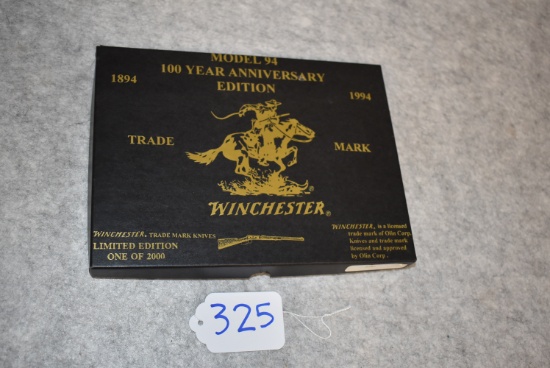 MODEL 94
100 YEAR ANNIVERSARY
EDITION
1894
1994
TRADE
MARK
®
WINCHESTER®
WINCHESTER, TRADE MARK KNIVES
LIMITED EDITION
ONE OF 2000
WINCHESTER, is a licensed
trade mark of Olin Corp.
Knives and trade mark
licensed and approved
by Olin Corp.
325